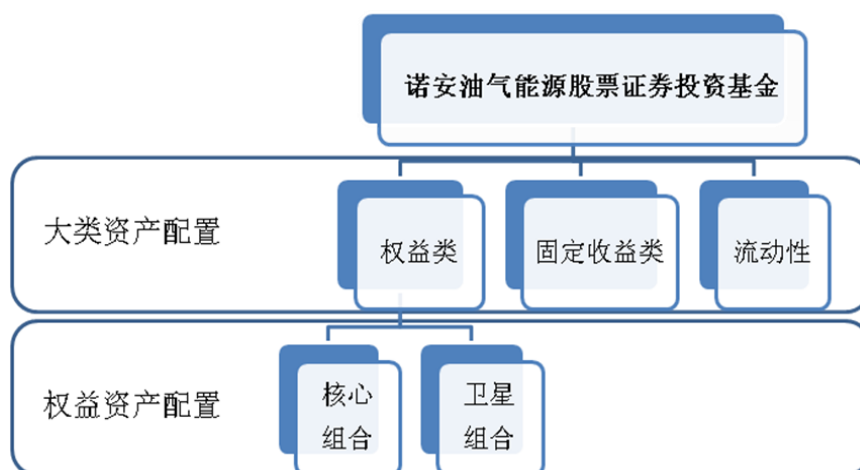 诺安油气能源股票证券投资基金
大类资产配置
权益类
固定收益类
流动性
权益资产配置
核心
组合
卫星
组合